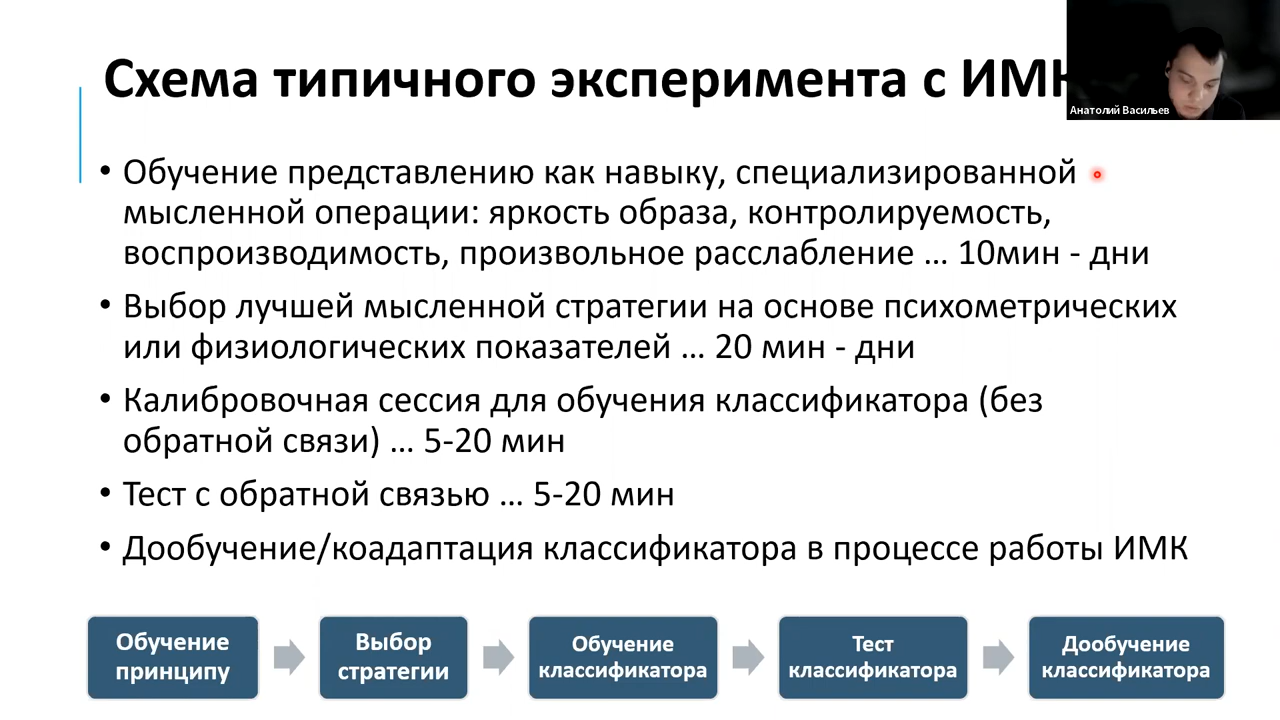 Схема типичного эксперимента с ИМК
Анатолий Васильев
• Обучение представлению как навыку, специализированной
мысленной операции: яркость образа, контролируемость,
воспроизводимость, произвольное расслабление ... 10мин - дни
• Выбор лучшей мысленной стратегии на основе психометрических
или физиологических показателей ... 20 мин - дни
• Калибровочная сессия для обучения классификатора (без
обратной связи) ... 5-20 мин
• Тест с обратной связью ... 5-20 мин
• Дообучение/коадаптация классификатора в процессе работы ИМК
Обучение
принципу
Выбор
стратегии
Обучение
классификатора
Тест
классификатора
Дообучение
классификатора